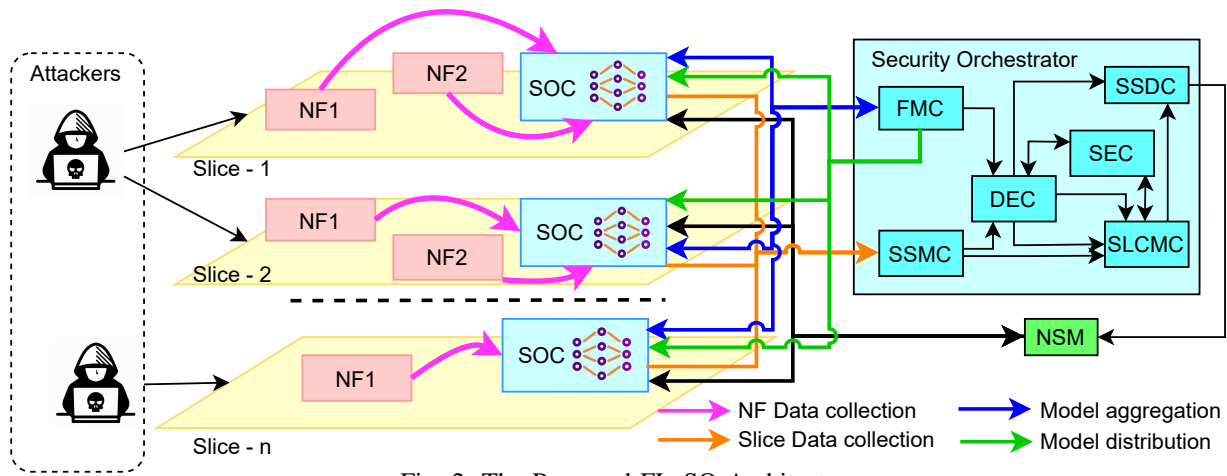 Attackers
NF1
NF2
SOC
Slice - 1
NF1
NF2
SOC
Slice - 2
NF1
SOC
Slice - n
Security Orchestrator
FMC
SSDC
SEC
DEC
SSMC
SLCMC
NSM
NF Data collection
Model aggregation
Slice Data collection
Model distribution